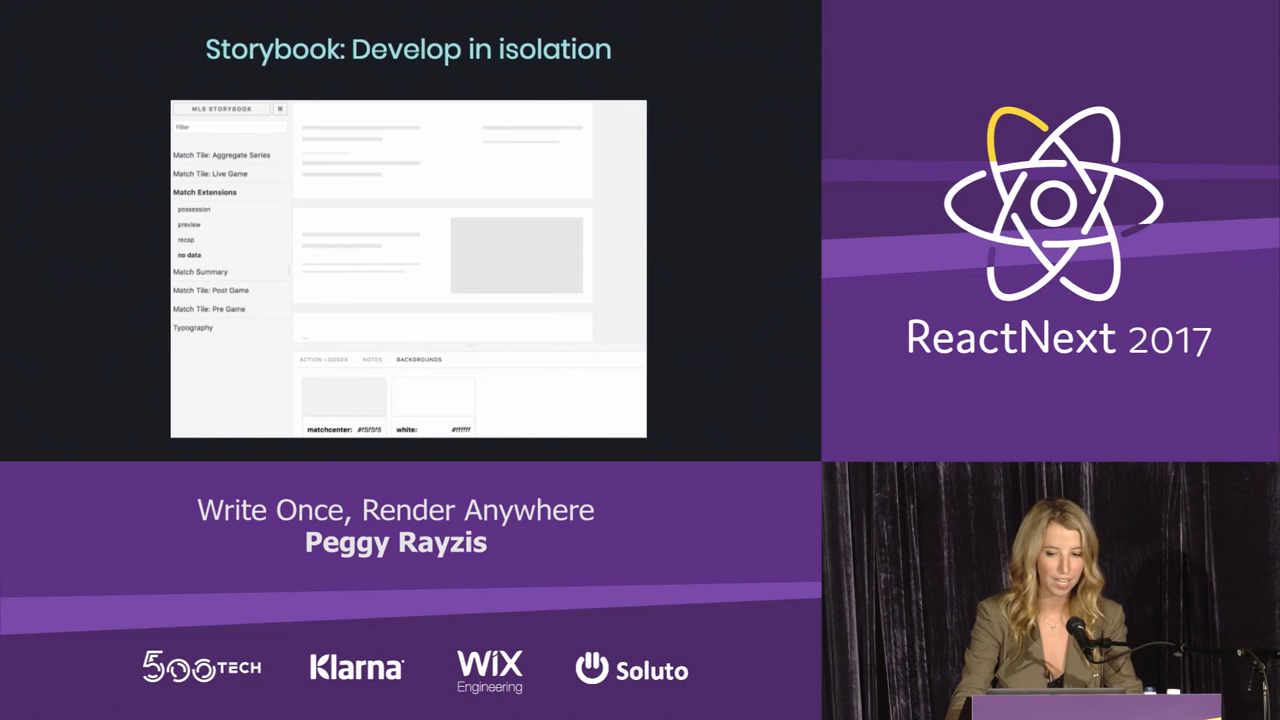 Storybook: Develop in isolation
MLS STORYBOOK
⌘
Filter
Match Tile: Aggregate Series
Match Tile: Live Game
Match Extensions
possession
preview
recap
no data
Match Summary
Match Tile: Post Game
Match Tile: Pre Game
Typography
ACTION LOGGER NOTES BACKGROUNDS
matchcenter: #f5f5f5 white: #ffffff
ReactNext 2017
Write Once, Render Anywhere
Peggy Rayzis
500TECH
Klarna
WiX
Engineering
Soluto